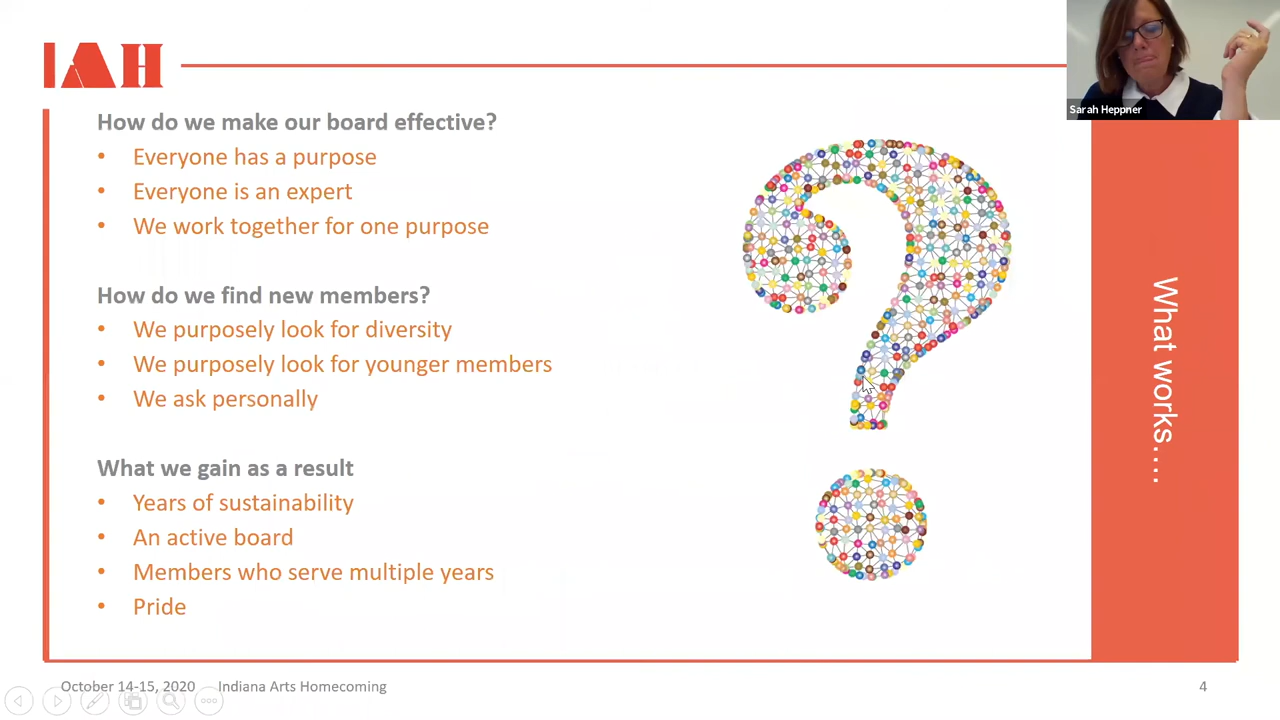 IAH
Sarah Heppner
How do we make our board effective?
• Everyone has a purpose
• Everyone is an expert
• We work together for one purpose
How do we find new members?
• We purposely look for diversity
• We purposely look for younger members
• We ask personally
What we gain as a result
• Years of sustainability
• An active board
• Members who serve multiple years
• Pride
What works....
October 14-15, 2020 Indiana Arts Homecoming
4